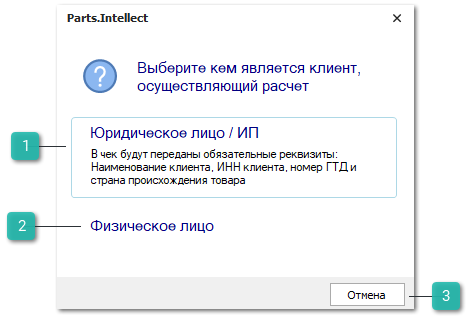 Parts.Intellect
?
Выберите кем является клиент,
осуществляющий расчет
1
Юридическое лицо / ИП
В чек будут переданы обязательные реквизиты:
Наименование клиента, ИНН клиента, номер ГТД и
страна происхождения товара
2
Физическое лицо
Отмена
3